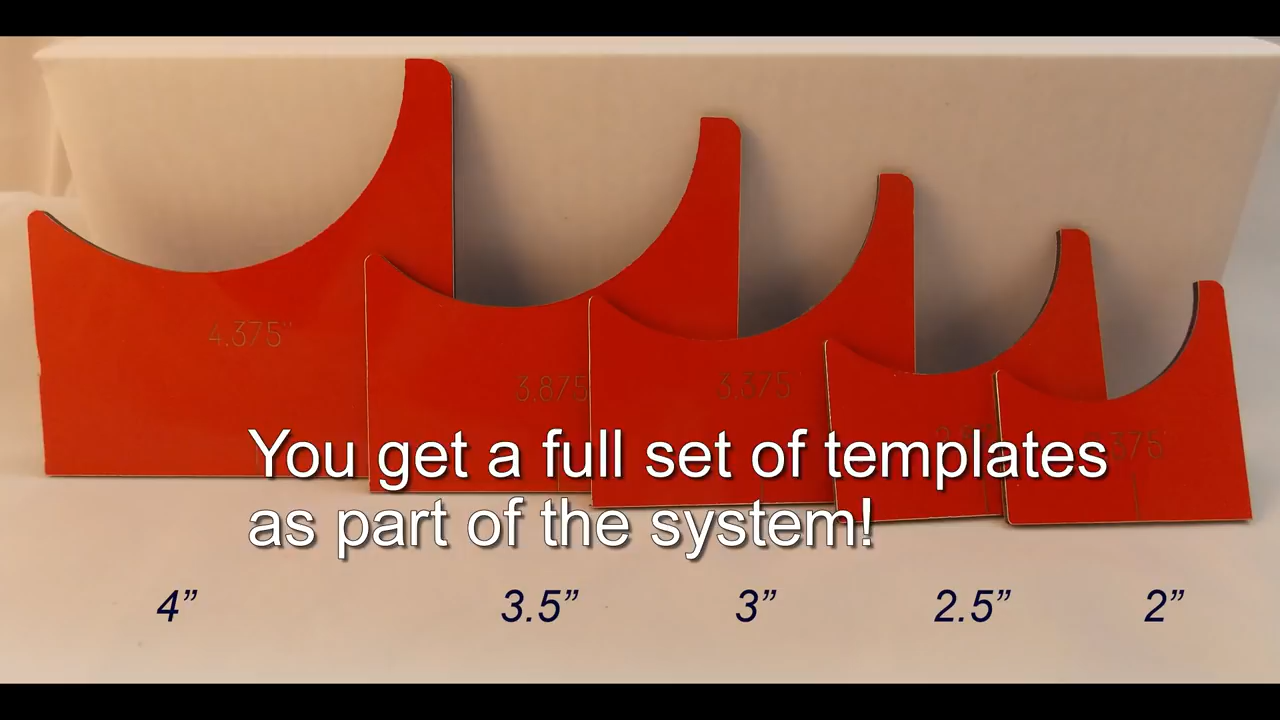 4.375"
3.875
3.375"
You get a full set of templates
as part of the system!
4” 3.5” 3” 2.5” 2”